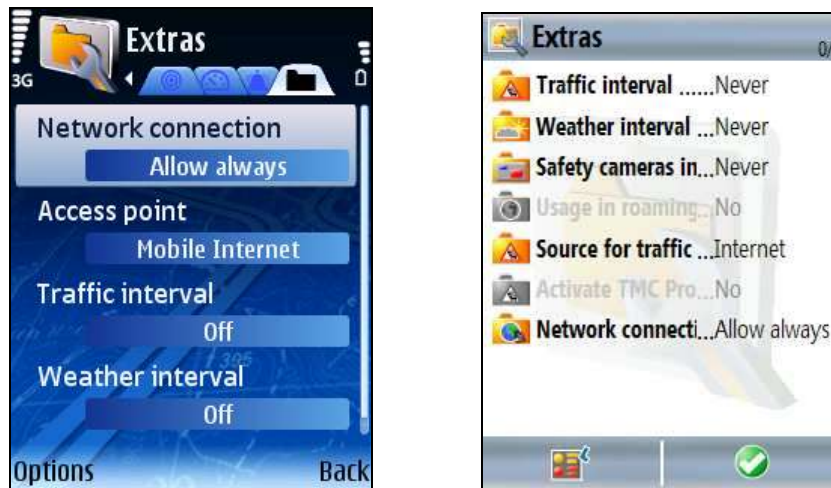 Extras
3G
Network connection
Allow always
Access point
Mobile Internet
Traffic interval
Off
Weather interval
Off
Options Back
Extras
0/
Traffic interval ......Never
Weather interval ...Never
Safety cameras in...Never
Usage in roaming...No
Source for traffic ...Internet
Activate TMC Pro...No
Network connecti...Allow always